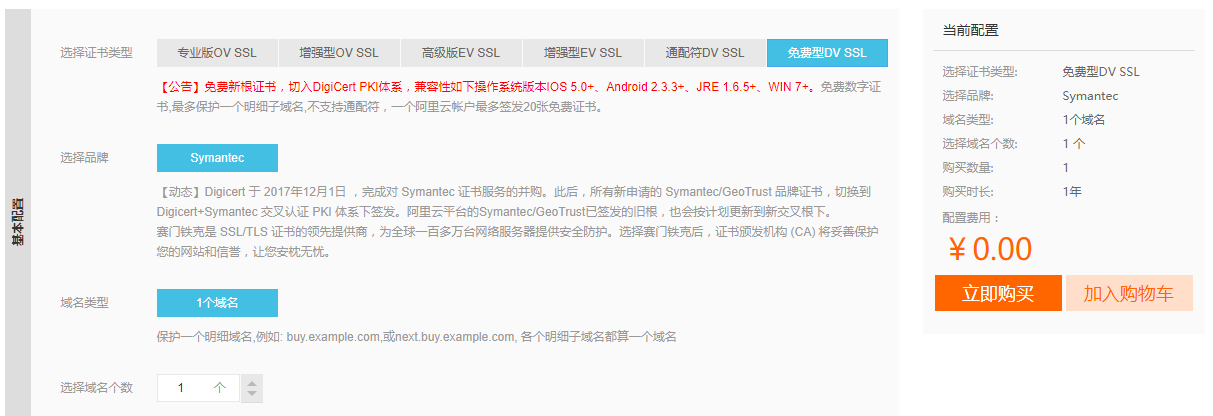 基本配置
选择证书类型
专业版OV SSL
增强型OV SSL
高级版EV SSL
增强型EV SSL
通配符DV SSL
免费型DV SSL
【公告】免费新根证书，切入DigiCert PKI体系，兼容性如下操作系统版本IOS 5.0+、Android 2.3.3+、JRE 1.6.5+、WIN 7+。免费数字证
书,最多保护一个明细子域名,不支持通配符，一个阿里云帐户最多签发20张免费证书。
选择品牌
Symantec
【动态】Digicert 于 2017年12月1日 ，完成对 Symantec 证书服务的并购。此后，所有新申请的 Symantec/GeoTrust 品牌证书，切换到
Digicert+Symantec 交叉认证 PKI 体系下签发。阿里云平台的Symantec/GeoTrust已签发的旧根，也会按计划更新到新交叉根下。
赛门铁克是 SSL/TLS 证书的领先提供商，为全球一百多万台网络服务器提供安全防护。选择赛门铁克后，证书颁发机构 (CA) 将妥善保护
您的网站和信誉，让您安枕无忧。
域名类型
1个域名
保护一个明细域名,例如: buy.example.com,或next.buy.example.com, 各个明细子域名都算一个域名
选择域名个数
1 个
当前配置
选择证书类型: 免费型DV SSL
选择品牌: Symantec
域名类型: 1个域名
选择域名个数: 1 个
购买数量: 1
购买时长: 1年
配置费用：
¥ 0.00
立即购买
加入购物车